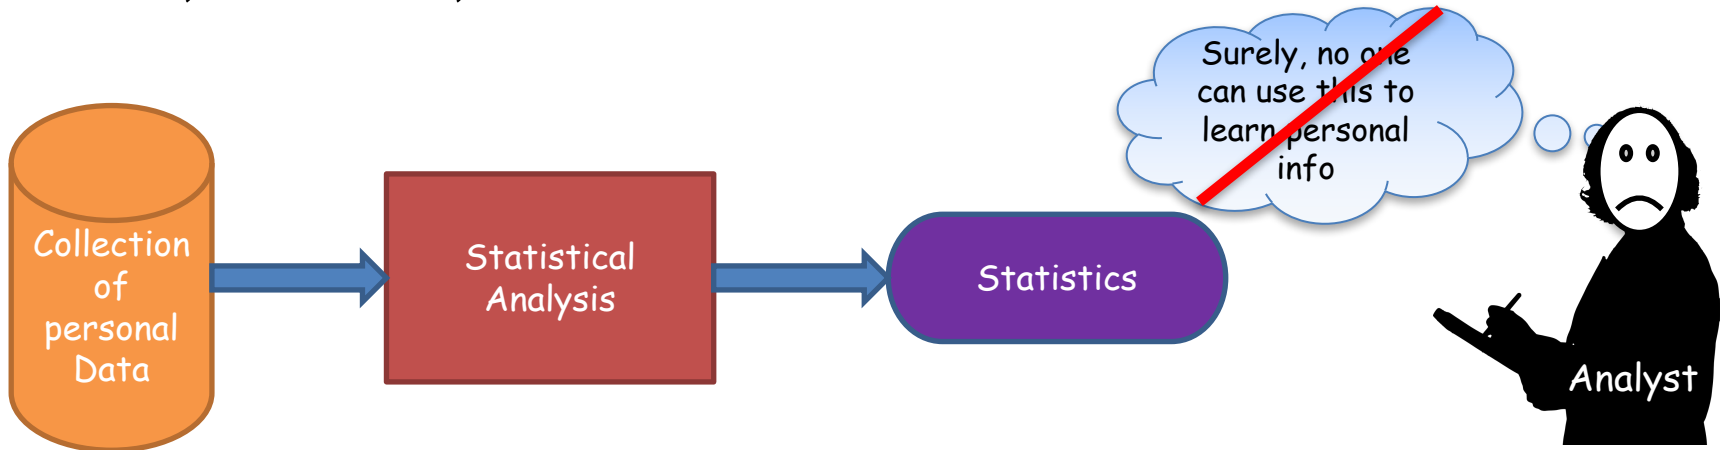 Surely, no one
can use this to
learn personal
info
Collection
of
personal
Data
Statistical
Analysis
Statistics
Analyst